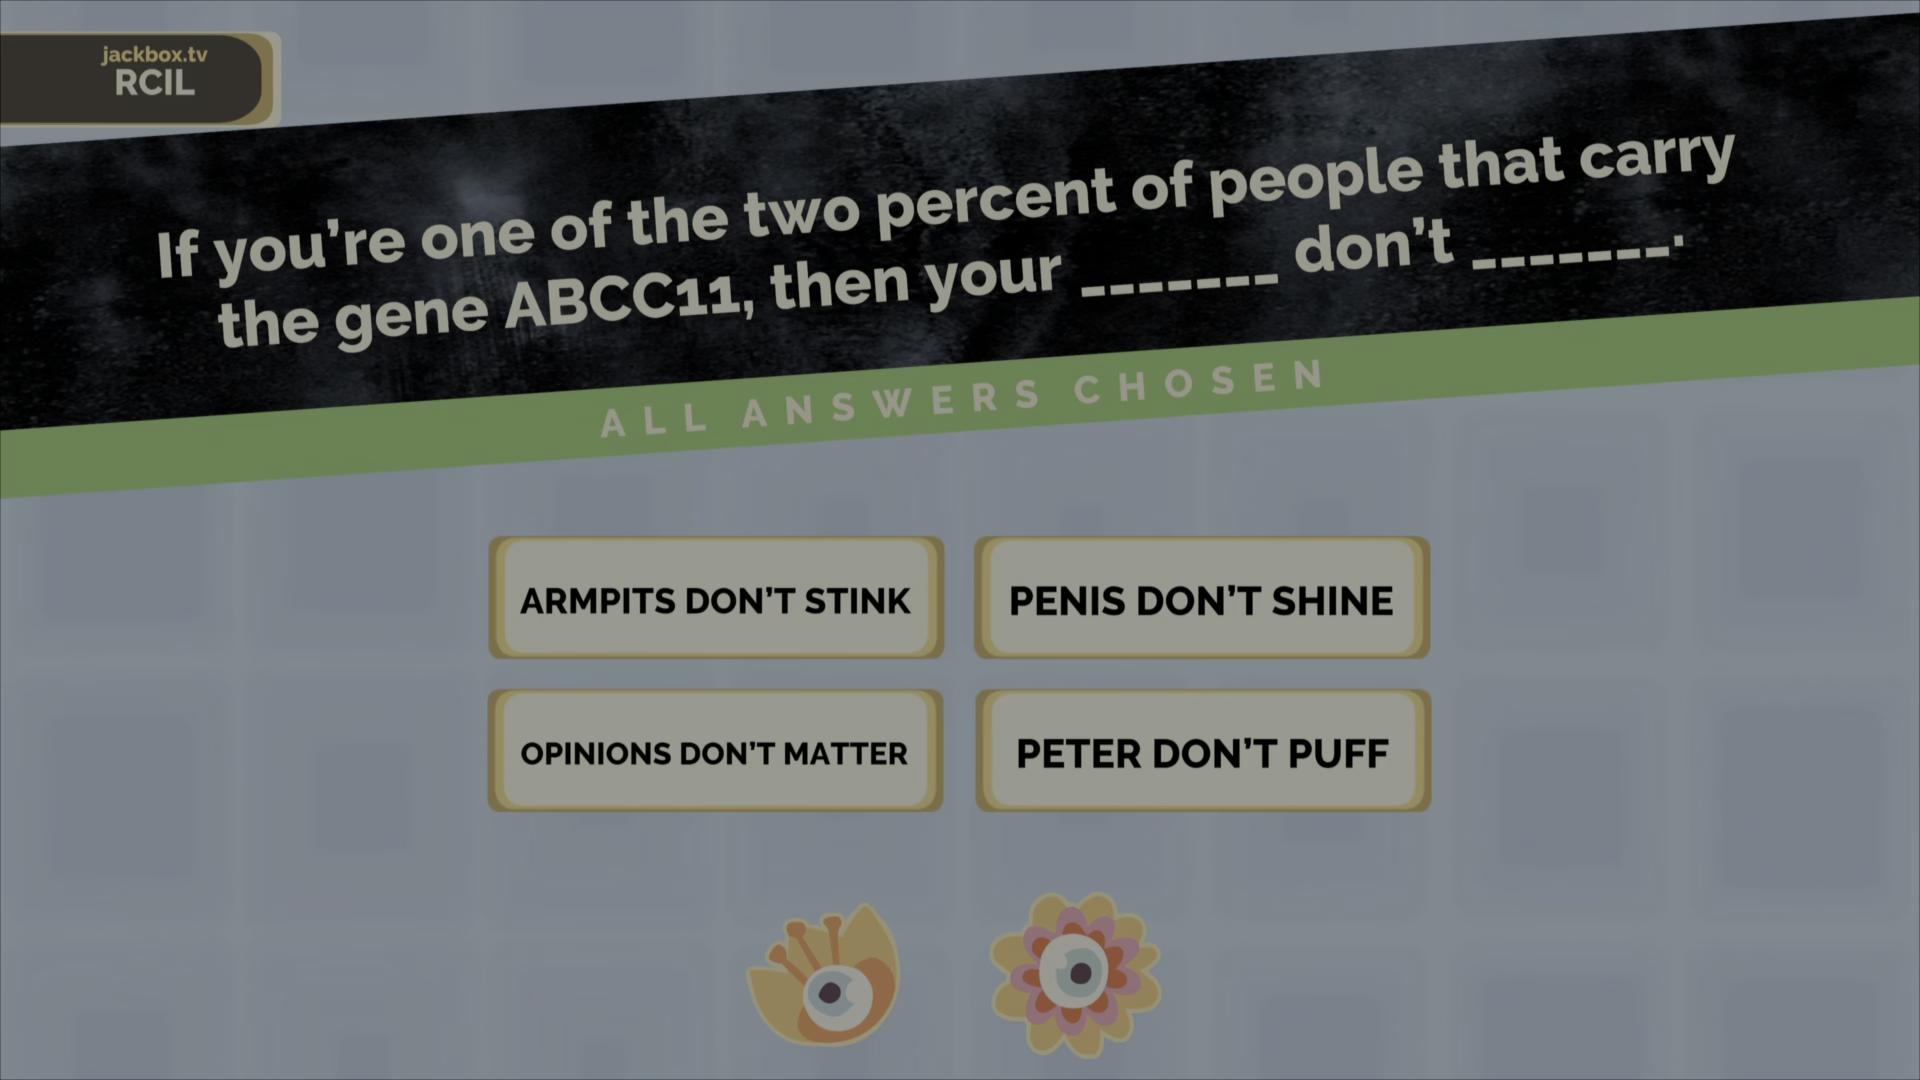 jackbox.tv
RCIL
If you’re one of the two percent of people that carry
the gene ABCC11, then your _______ don’t _______.
ALL ANSWERS CHOSEN
ARMPITS DON’T STINK
PENIS DON’T SHINE
OPINIONS DON’T MATTER
PETER DON’T PUFF